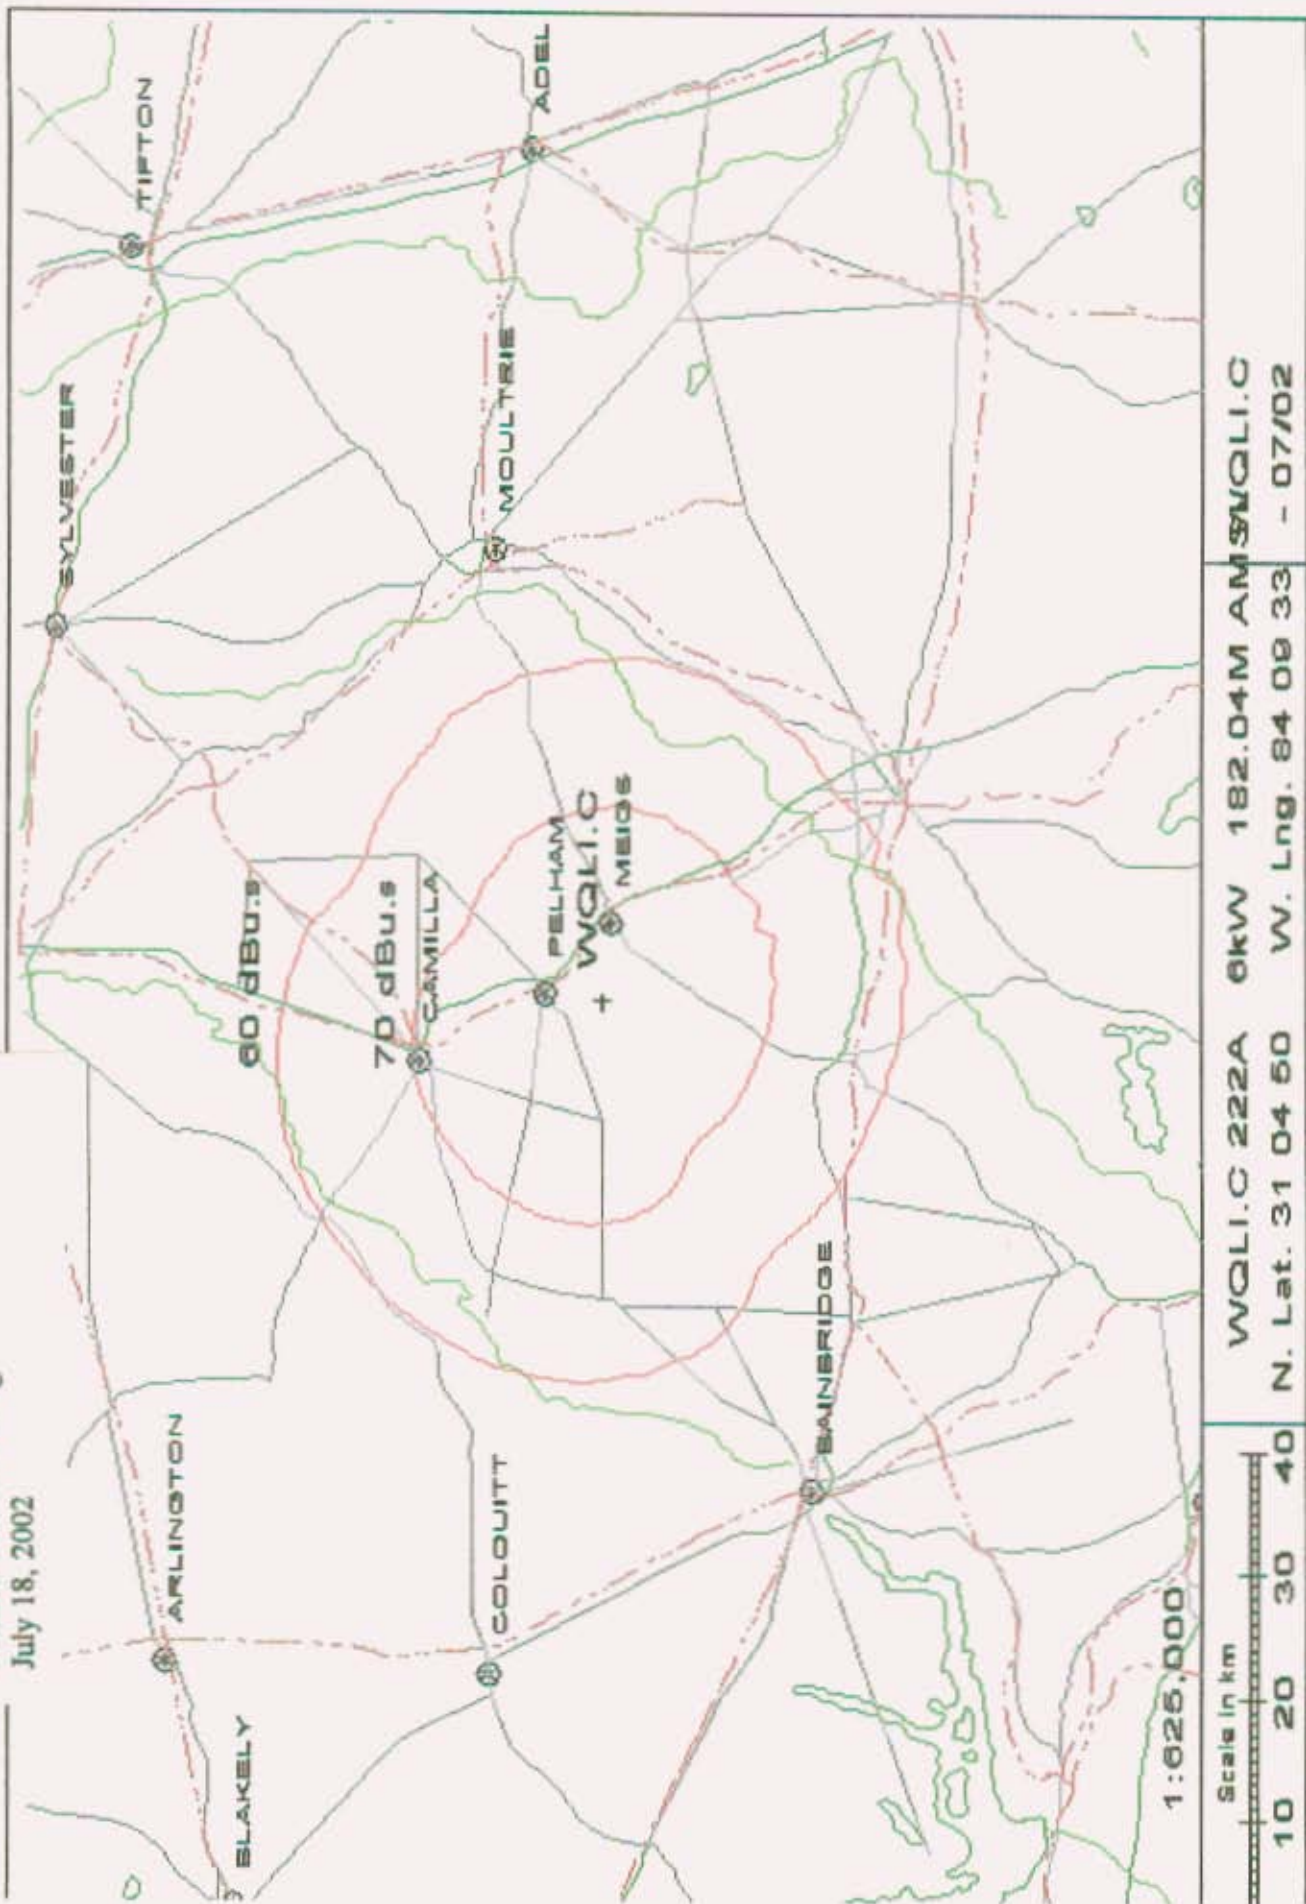 July 18, 2002
SYLVESTER
TIFTON
ARLINGTON
BLAKELY
60 dBu.s
70 dBu.s
CAMILLA
MOULTRIE
ADEL
COLQUITT
PELHAM
WQLI.C
MEIGS
BAINBRIDGE
1:625,000
Scale in km
10 20 30 40
WQLI.C 222A 6kW 182.04M AMSL
WQLI.C
N. Lat. 31 04 50 W. Lng. 84 09 33 - 07/02